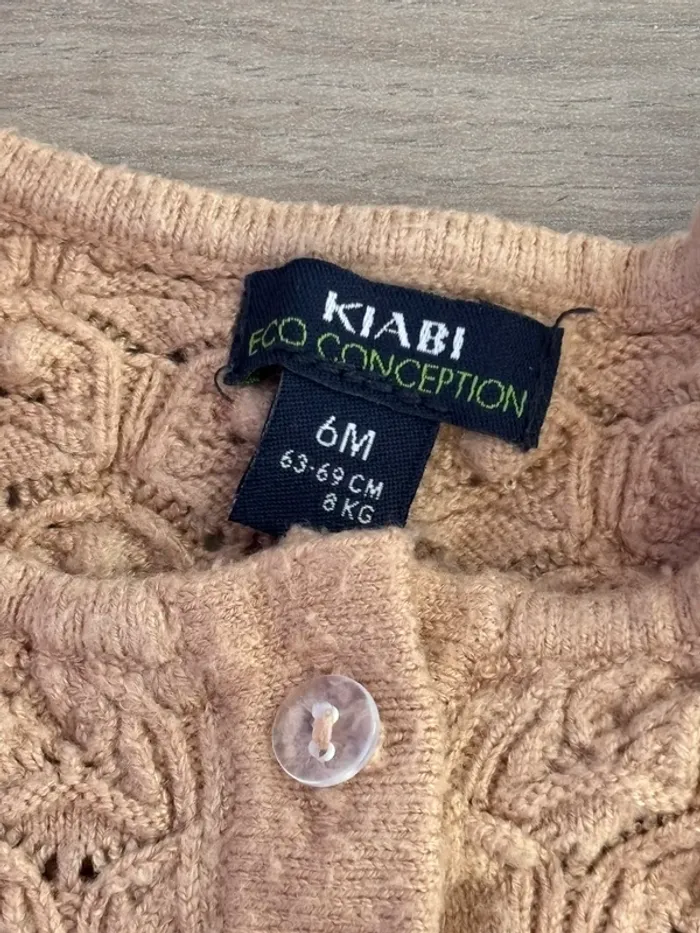 KIABI
ECO CONCEPTION
6M
63-69 CM
8 KG